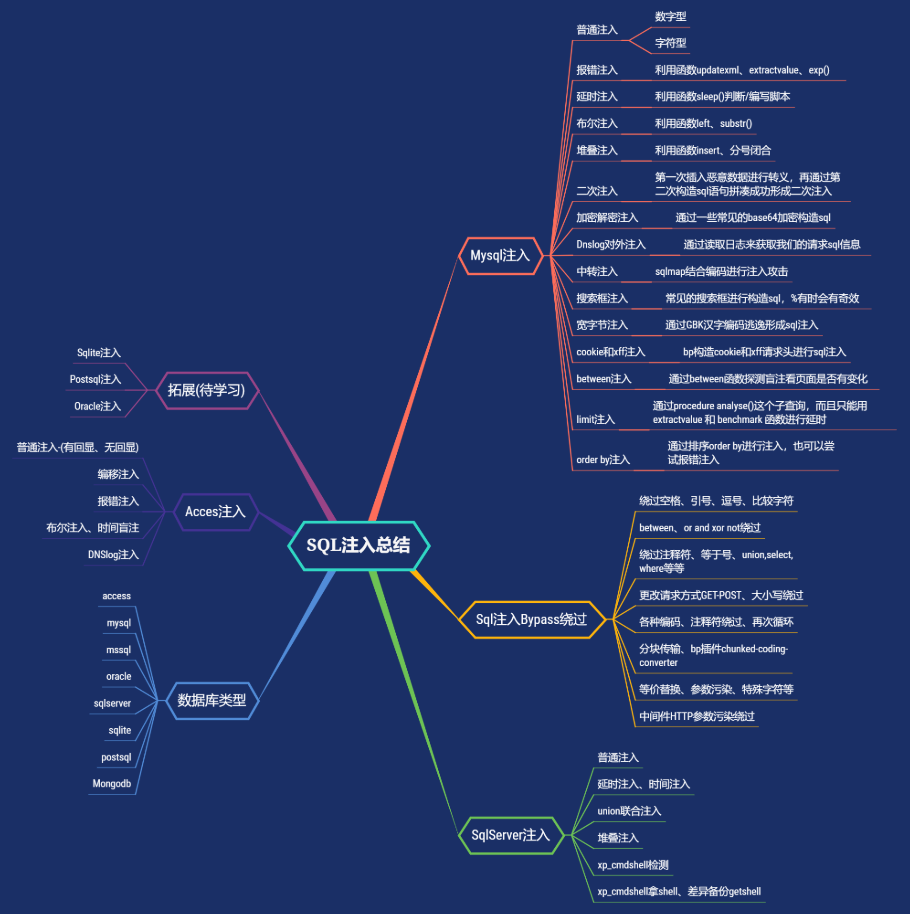 SQL注入总结
Mysql注入
普通注入
数字型
字符型
报错注入
利用函数updatexml、extractvalue、exp()
延时注入
利用函数sleep()判断/编写脚本
布尔注入
利用函数left、substr()
堆叠注入
利用函数insert、分号闭合
二次注入
第一次插入恶意数据进行转义，再通过第
二次构造sql语句拼凑成功形成二次注入
加密解密注入
通过一些常见的base64加密构造sql
Dnslog对外注入
通过读取日志来获取我们的请求sql信息
中转注入
sqlmap结合编码进行注入攻击
搜索框注入
常见的搜索框进行构造sql，%有时会有奇效
宽字节注入
通过GBK汉字编码逃逸形成sql注入
cookie和xff注入
bp构造cookie和xff请求头进行sql注入
between注入
通过between函数探测盲注看页面是否有变化
limit注入
通过procedure analyse()这个子查询，而且只能用
extractvalue 和 benchmark 函数进行延时
order by注入
通过排序order by进行注入，也可以尝
试报错注入
Sql注入Bypass绕过
绕过空格、引号、逗号、比较字符
between、or and xor not绕过
绕过注释符、等于号、union,select,
where等等
更改请求方式GET-POST、大小写绕过
各种编码、注释符绕过、再次循环
分块传输、bp插件chunked-coding-
converter
等价替换、参数污染、特殊字符等
中间件HTTP参数污染绕过
SqlServer注入
普通注入
延时注入、时间注入
union联合注入
堆叠注入
xp_cmdshell检测
xp_cmdshell拿shell、差异备份getshell
拓展(待学习)
Sqlite注入
Postsql注入
Oracle注入
Acces注入
普通注入-(有回显、无回显)
编移注入
报错注入
布尔注入、时间盲注
DNSlog注入
数据库类型
access
mysql
mssql
oracle
sqlserver
sqlite
postsql
Mongodb